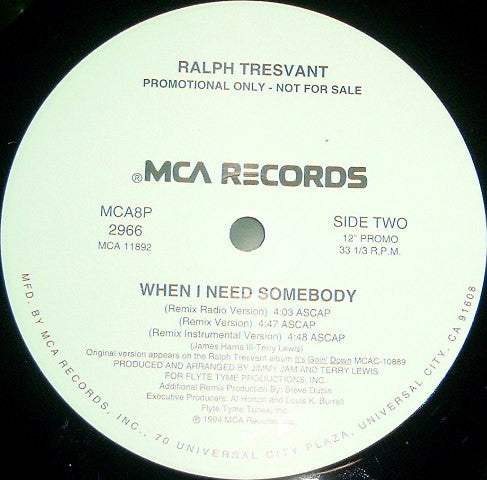 RALPH TRESVANT
PROMOTIONAL ONLY - NOT FOR SALE
®MCA RECORDS
MCA8P
2966
MCA 11892
SIDE TWO
12" PROMO
33 1/3 R.P.M.
WHEN I NEED SOMEBODY
(Remix Radio Version) 4:03 ASCAP
(Remix Version) 4:47 ASCAP
(Remix Instrumental Version) 4:48 ASCAP
(James Harris III-Terry Lewis)
Original version appears on the Ralph Tresvant album It's Goin' Down MCAC-10889
PRODUCED AND ARRANGED BY JIMMY JAM AND TERRY LEWIS
FOR FLYTE TYME PRODUCTIONS, INC.
Additional Remix Production By: Steve Dubin
Executive Producers: Al Horton and Louis K. Burrell
Flyte Tyme Tunes, Inc.
℗ 1994 MCA Records Inc.
MFD. BY MCA RECORDS, INC., 70 UNIVERSAL CITY PLAZA, UNIVERSAL CITY, CA 91608